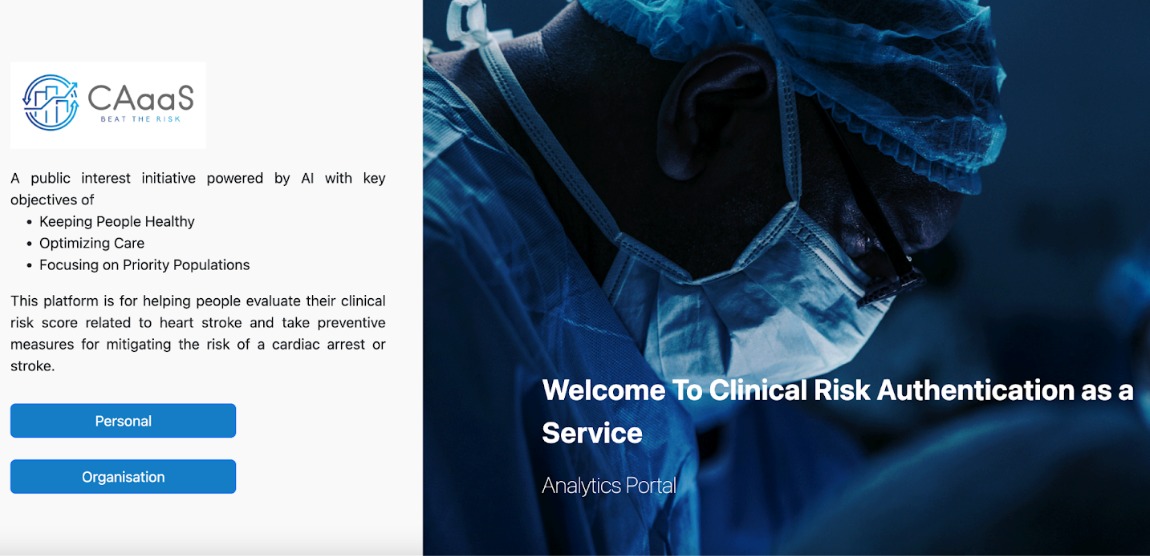 CAaaS
BEAT THE RISK
A public interest initiative powered by AI with key
objectives of
• Keeping People Healthy
• Optimizing Care
• Focusing on Priority Populations
This platform is for helping people evaluate their clinical
risk score related to heart stroke and take preventive
measures for mitigating the risk of a cardiac arrest or
stroke.
Personal
Organisation
Welcome To Clinical Risk Authentication as a
Service
Analytics Portal